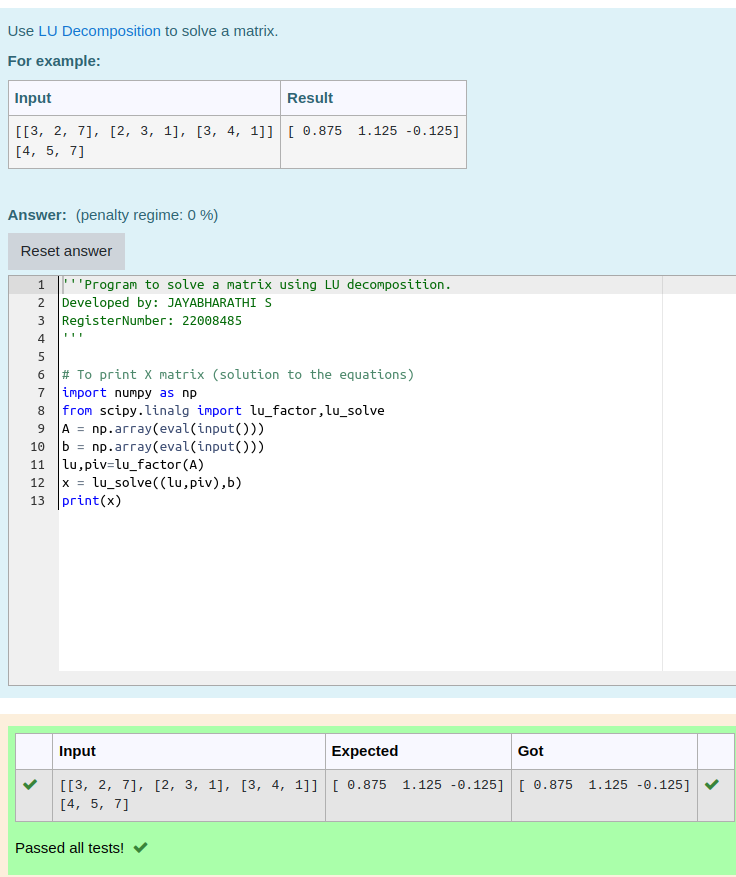 Use LU Decomposition to solve a matrix.
For example:
Input Result
[[3, 2, 7], [2, 3, 1], [3, 4, 1]] [ 0.875  1.125 -0.125]
[4, 5, 7]
Answer: (penalty regime: 0 %)
Reset answer
1 '''Program to solve a matrix using LU decomposition.
2 Developed by: JAYABHARATHI S
3 RegisterNumber: 22008485
4 '''
5
6 # To print X matrix (solution to the equations)
7 import numpy as np
8 from scipy.linalg import lu_factor,lu_solve
9 A = np.array(eval(input()))
10 b = np.array(eval(input()))
11 lu,piv=lu_factor(A)
12 x = lu_solve((lu,piv),b)
13 print(x)
Input Expected Got
[[3, 2, 7], [2, 3, 1], [3, 4, 1]] [ 0.875  1.125 -0.125] [ 0.875  1.125 -0.125]
[4, 5, 7]
Passed all tests!